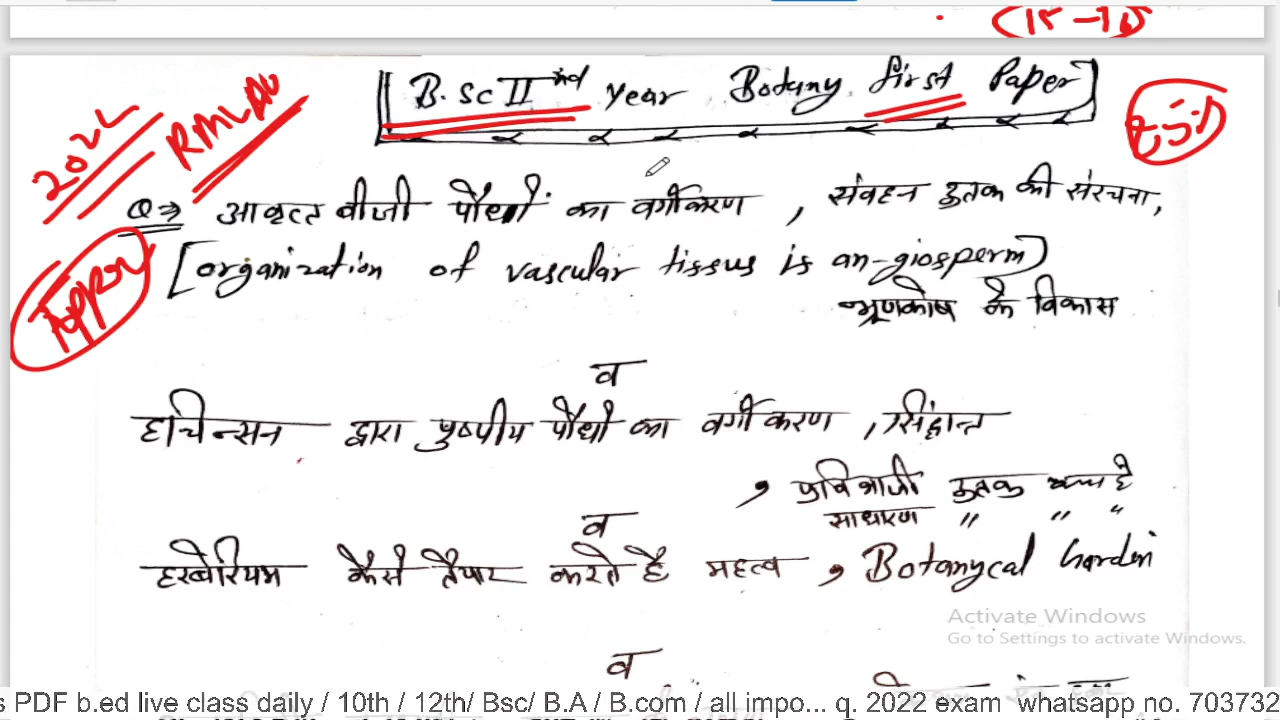 (15-16)
B.Sc II nd year Botany first Paper
2022 RMLAU
Q⇒ आवृत्त बीजी पौधों का वर्गीकरण, संवहन ऊतक की संरचना,
[organization of vascular tissus is an-giosperm]
भ्रूणकोष के विकास
व
हचिन्सन द्वारा पुष्पीय पौधों का वर्गीकरण, सिंद्धान्त
, प्रविभाजी ऊतक क्या है
साधारण " " "
व
हरबेरियम कैसे तैयार करते है महत्व, Botanycal Garden
व
Activate Windows
Go to Settings to activate Windows.
s PDF b.ed live class daily / 10th / 12th/ Bsc/ B.A / B.com / all impo... q. 2022 exam whatsapp no. 703732